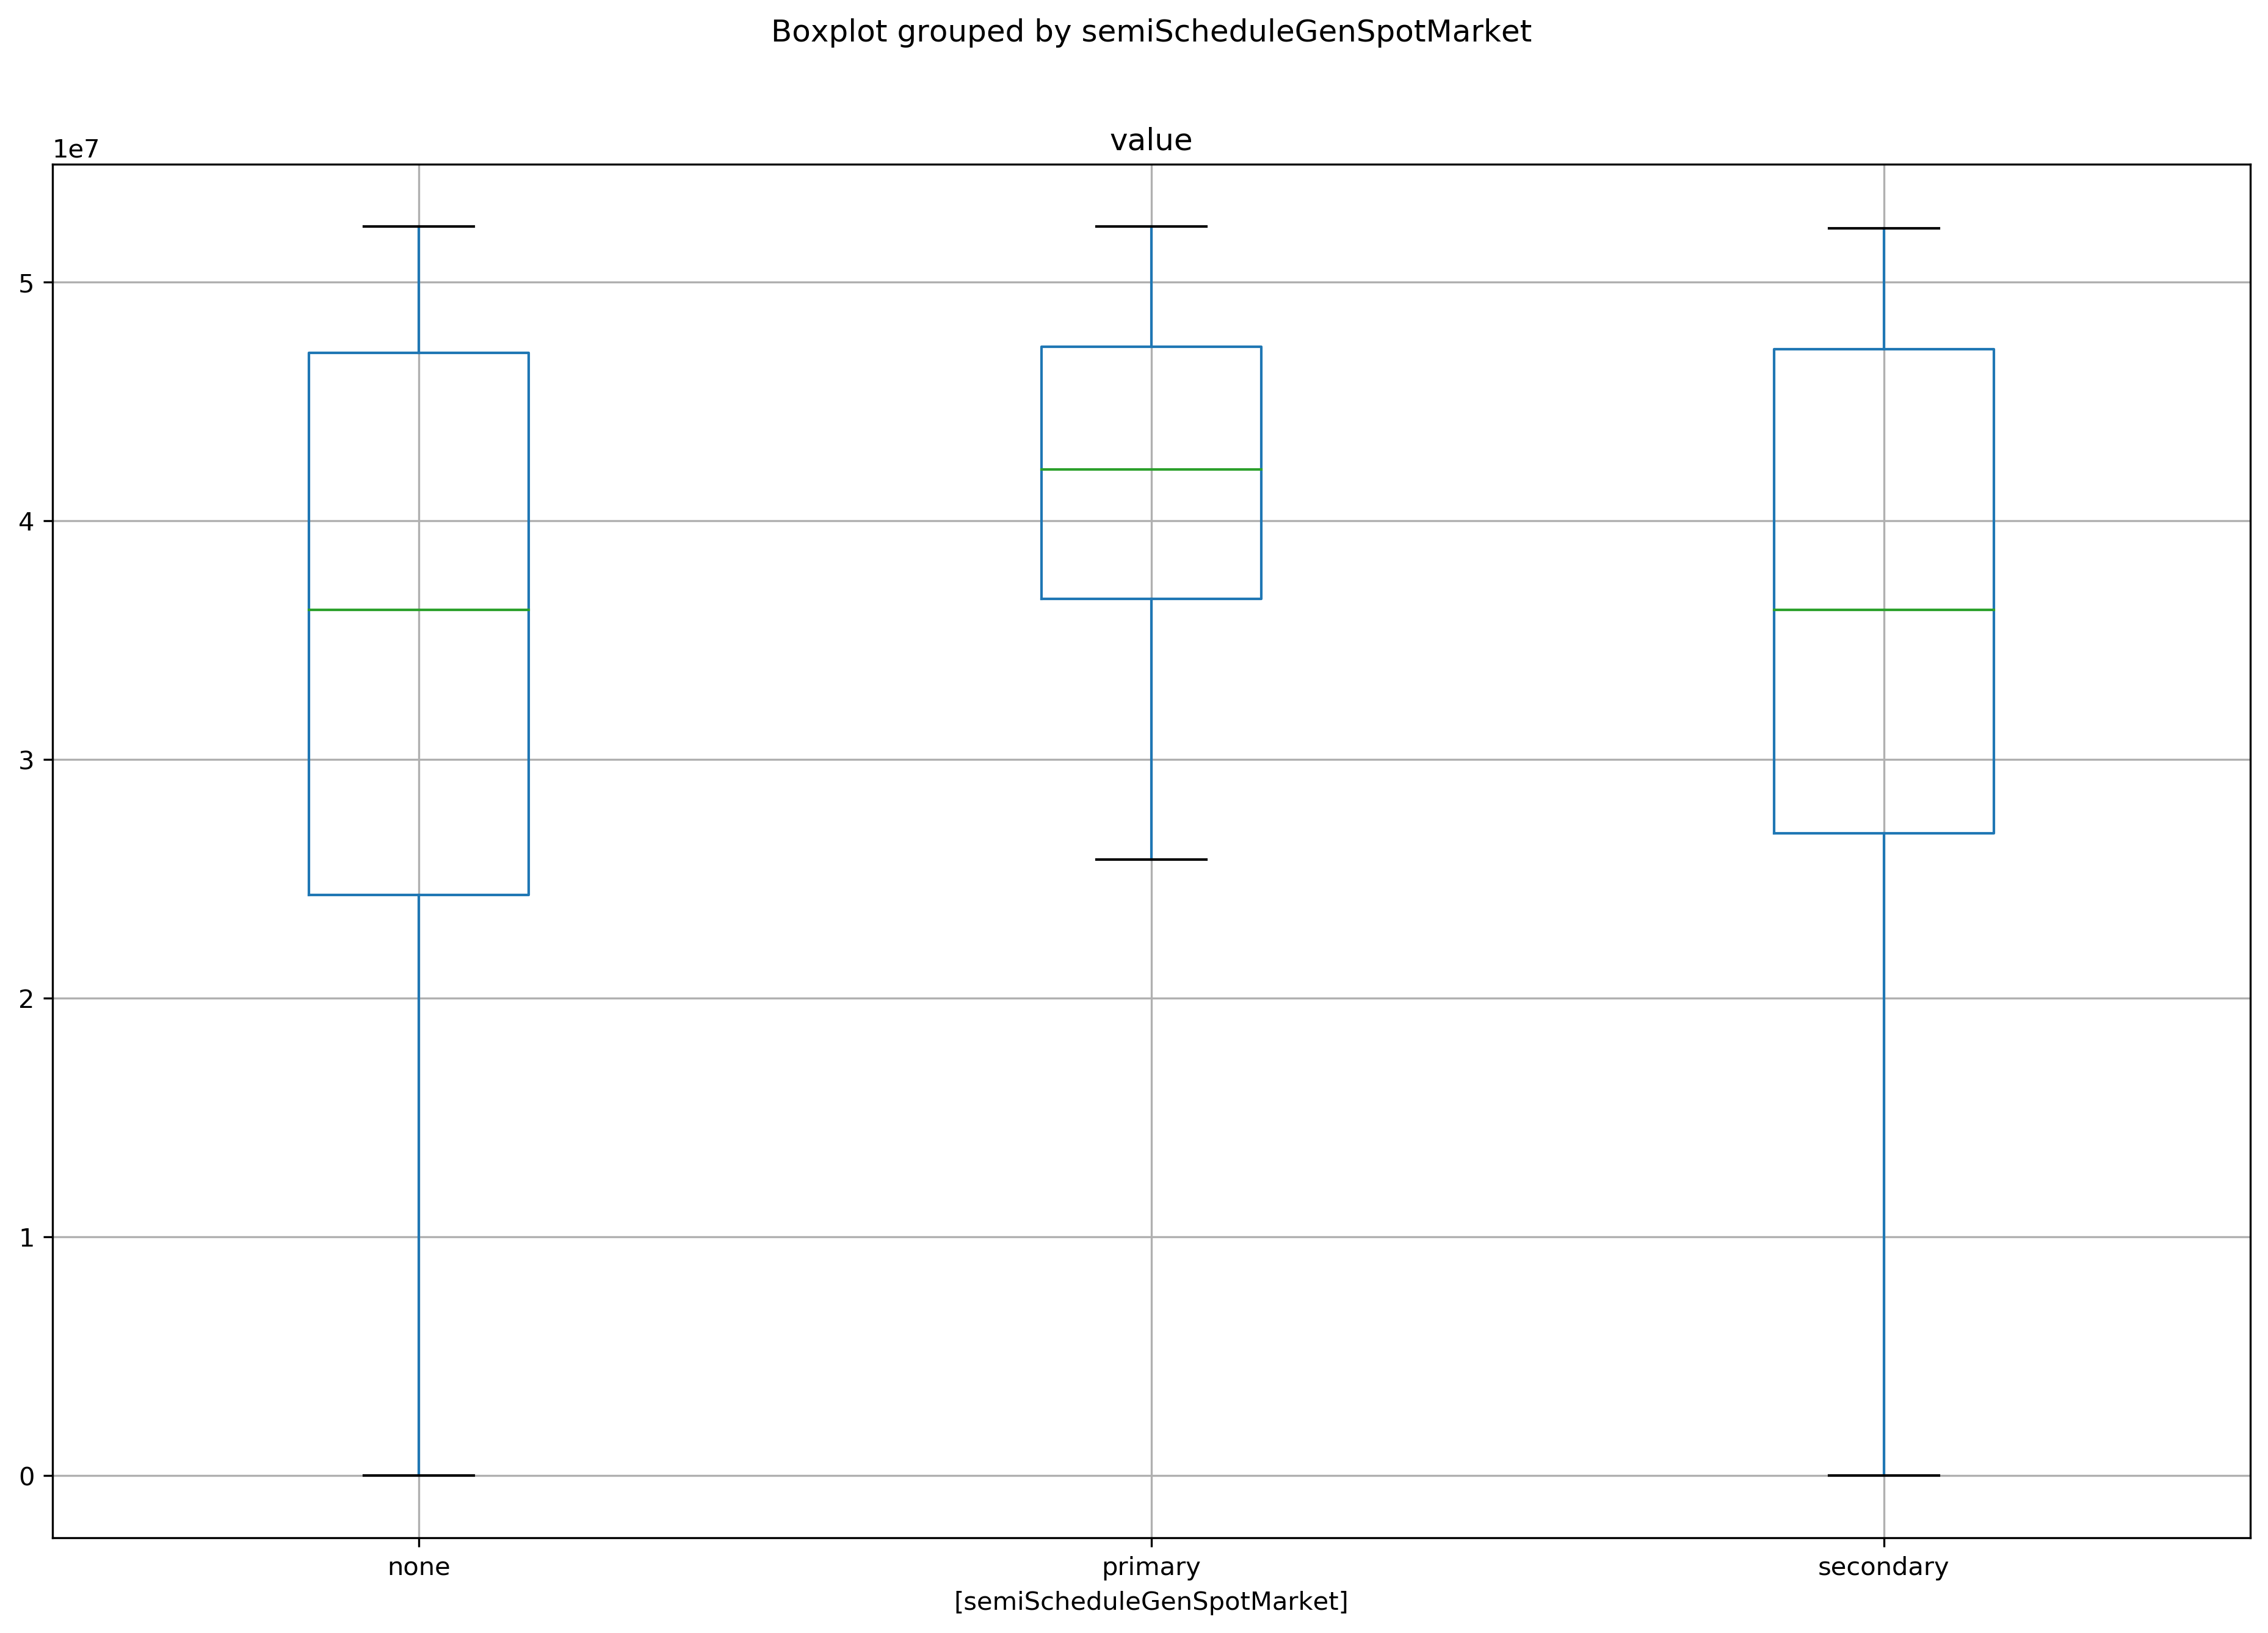 Boxplot grouped by semiScheduleGenSpotMarket
value
1e7
5
4
3
2
1
0
none primary secondary
[semiScheduleGenSpotMarket]